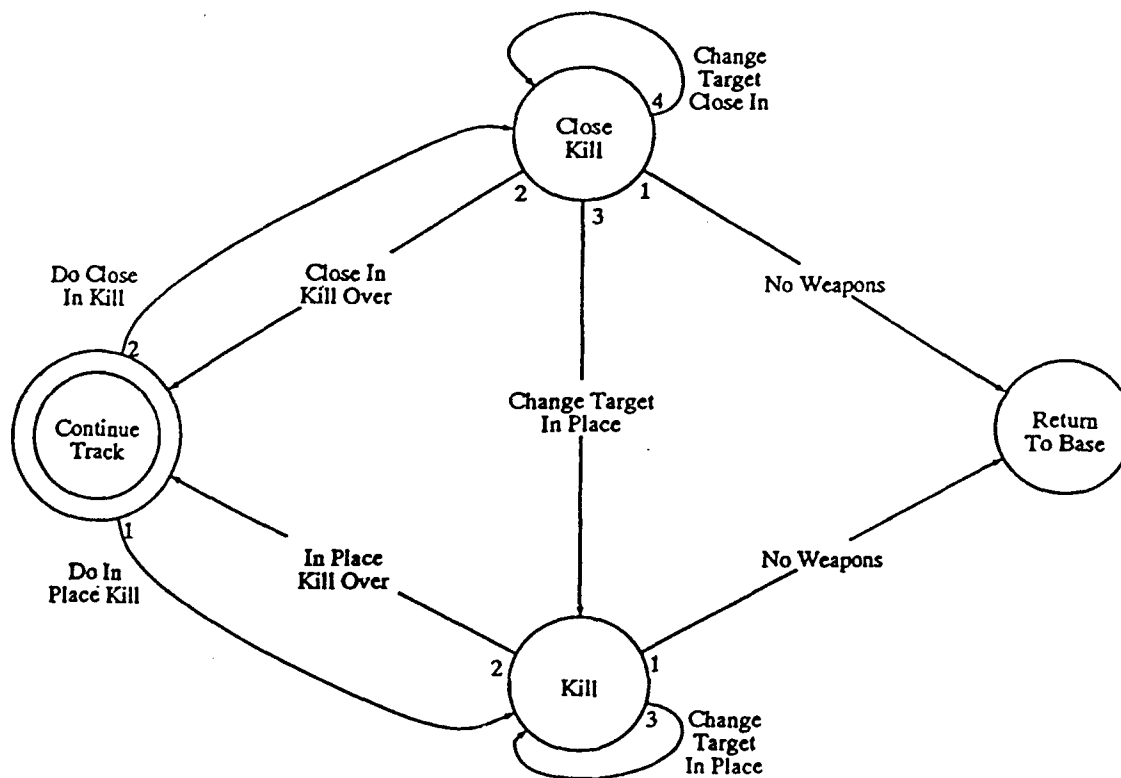 Change
Target
Close In
4
Close
Kill
2
3
1
Do Close
In Kill
Close In
Kill Over
No Weapons
2
Continue
Track
Change Target
In Place
Return
To Base
1
Do In
Place Kill
In Place
Kill Over
No Weapons
2
1
Kill
3
Change
Target
In Place